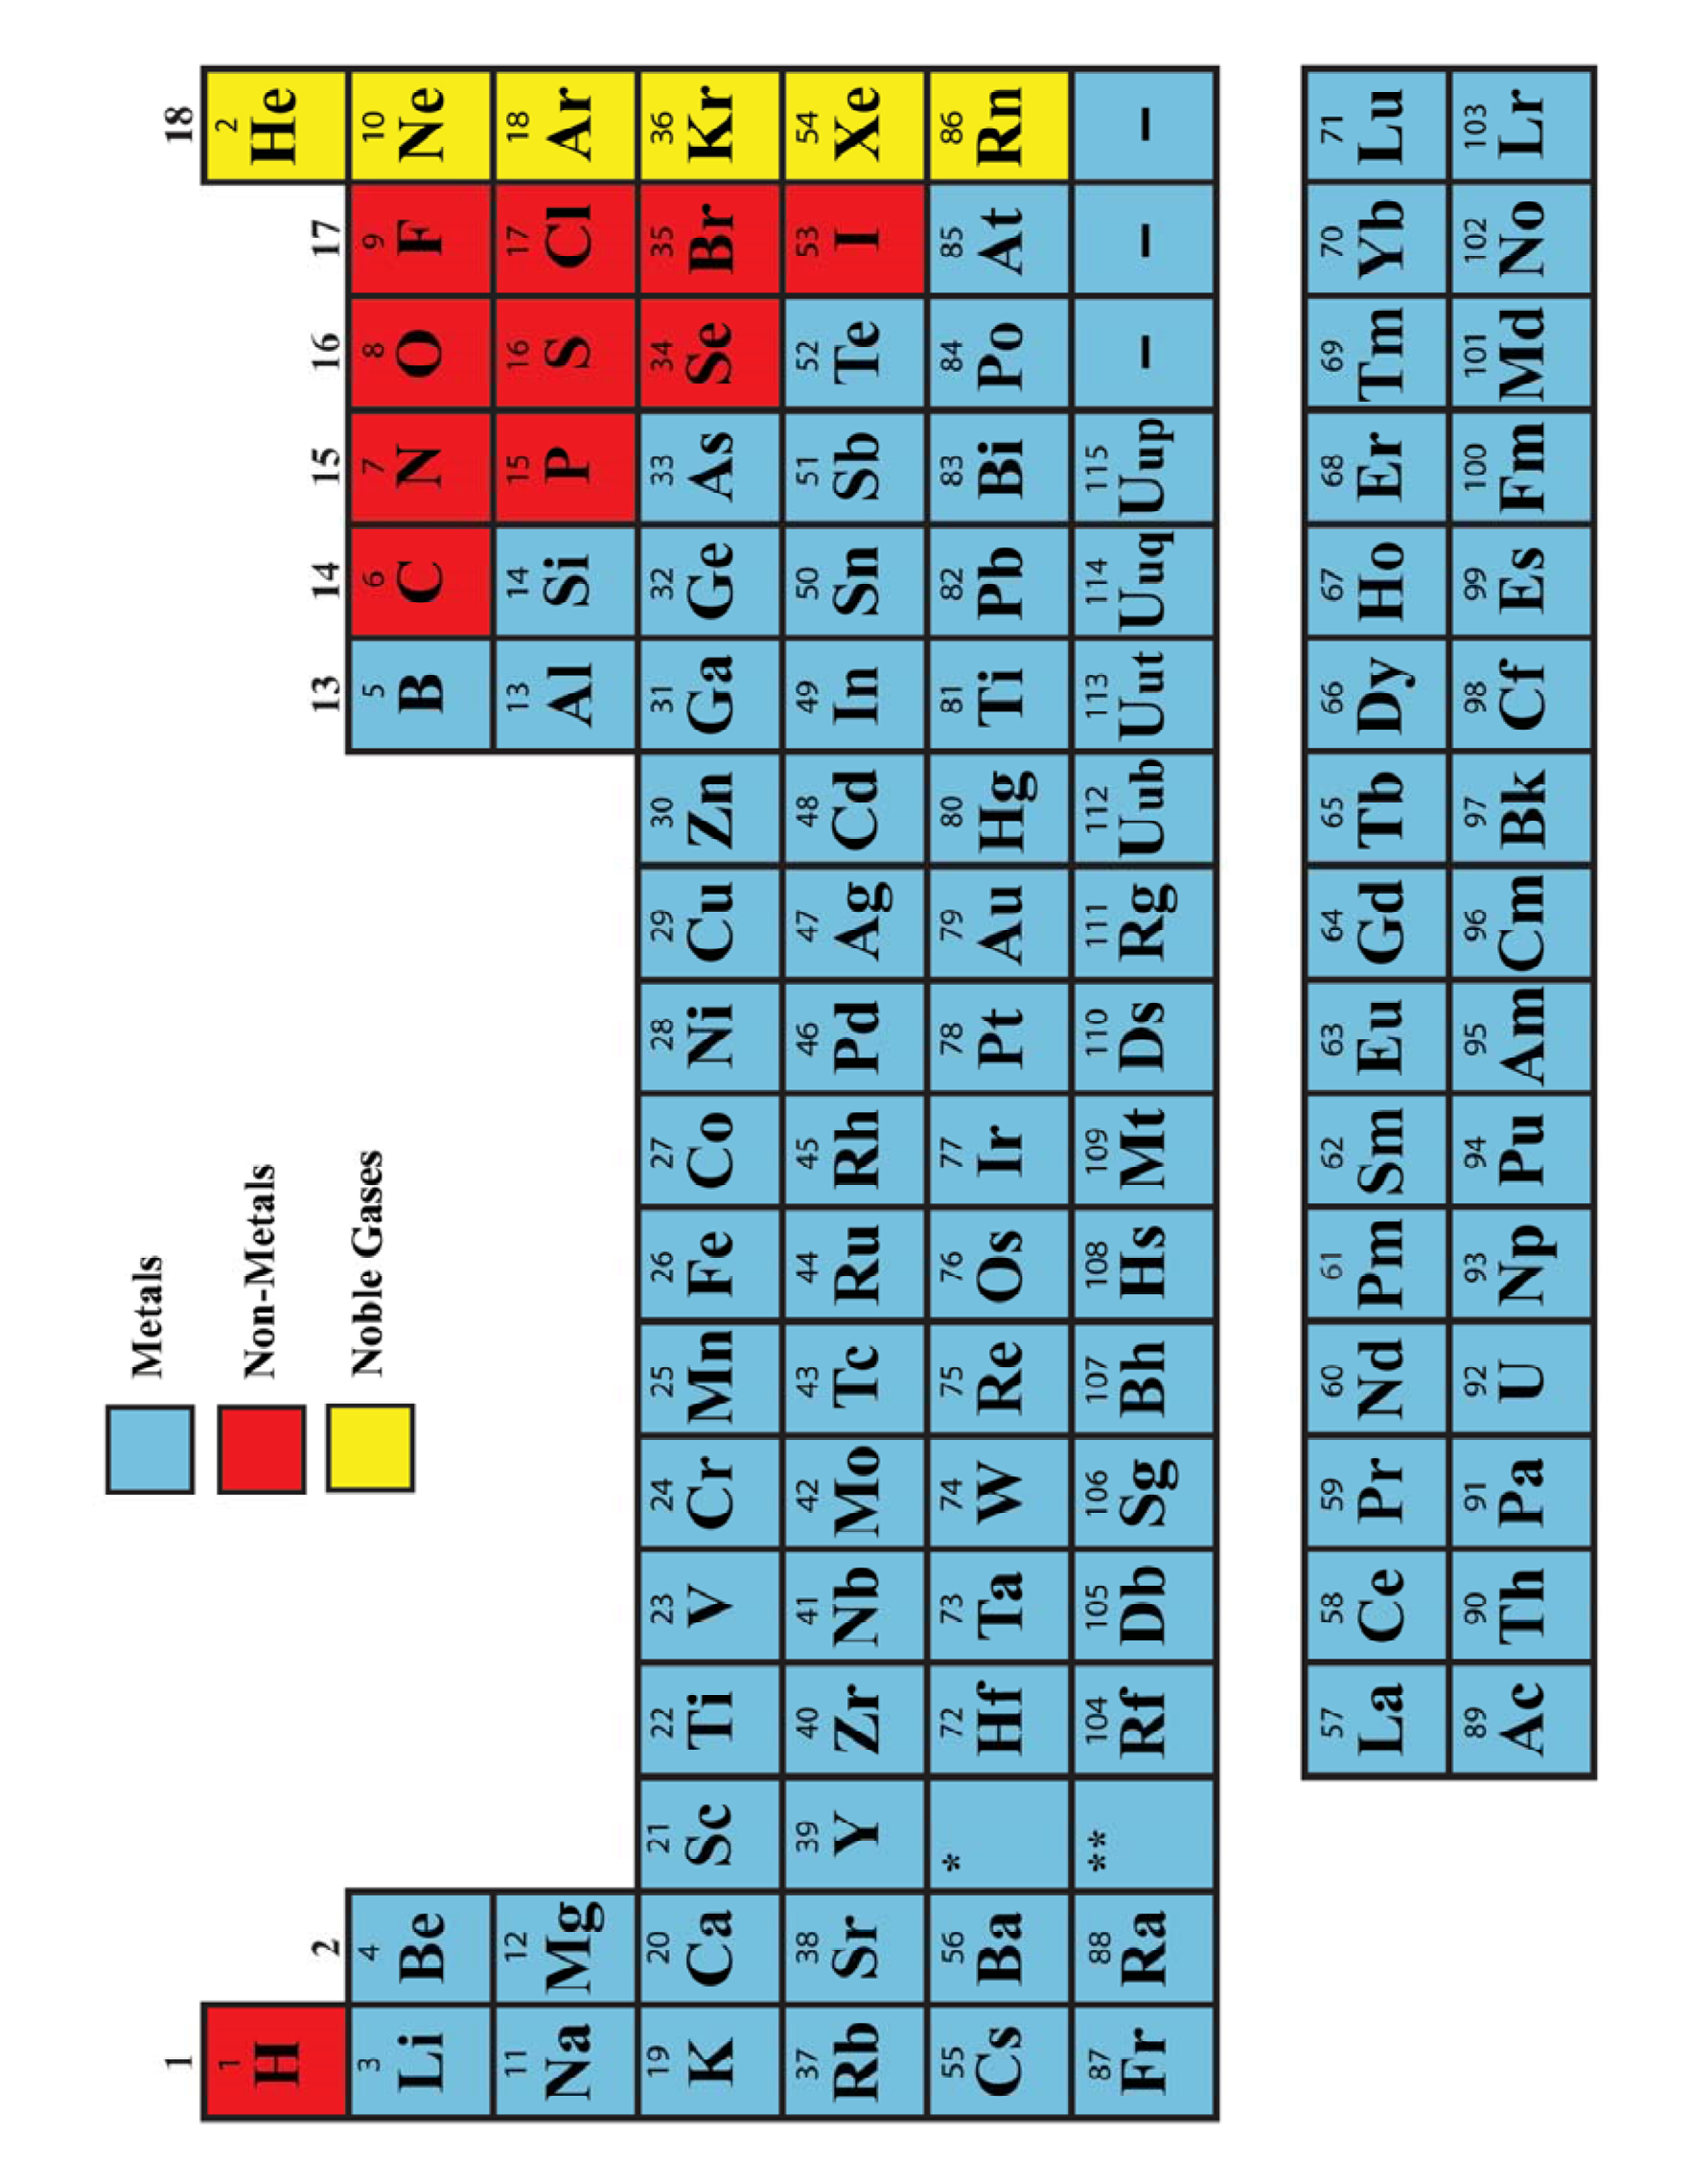 Metals
Non-Metals
Noble Gases
1 18
1 2
H He
2 13 14 15 16 17
3 4 5 6 7 8 9 10
Li Be B C N O F Ne
11 12 13 14 15 16 17 18
Na Mg Al Si P S Cl Ar
19 20 21 22 23 24 25 26 27 28 29 30 31 32 33 34 35 36
K Ca Sc Ti V Cr Mn Fe Co Ni Cu Zn Ga Ge As Se Br Kr
37 38 39 40 41 42 43 44 45 46 47 48 49 50 51 52 53 54
Rb Sr Y Zr Nb Mo Tc Ru Rh Pd Ag Cd In Sn Sb Te I Xe
55 56 * 72 73 74 75 76 77 78 79 80 81 82 83 84 85 86
Cs Ba Hf Ta W Re Os Ir Pt Au Hg Ti Pb Bi Po At Rn
87 88 ** 104 105 106 107 108 109 110 111 112 113 114 115
Fr Ra Rf Db Sg Bh Hs Mt Ds Rg Uub Uut Uuq Uup – – –
57 58 59 60 61 62 63 64 65 66 67 68 69 70 71
La Ce Pr Nd Pm Sm Eu Gd Tb Dy Ho Er Tm Yb Lu
89 90 91 92 93 94 95 96 97 98 99 100 101 102 103
Ac Th Pa U Np Pu Am Cm Bk Cf Es Fm Md No Lr